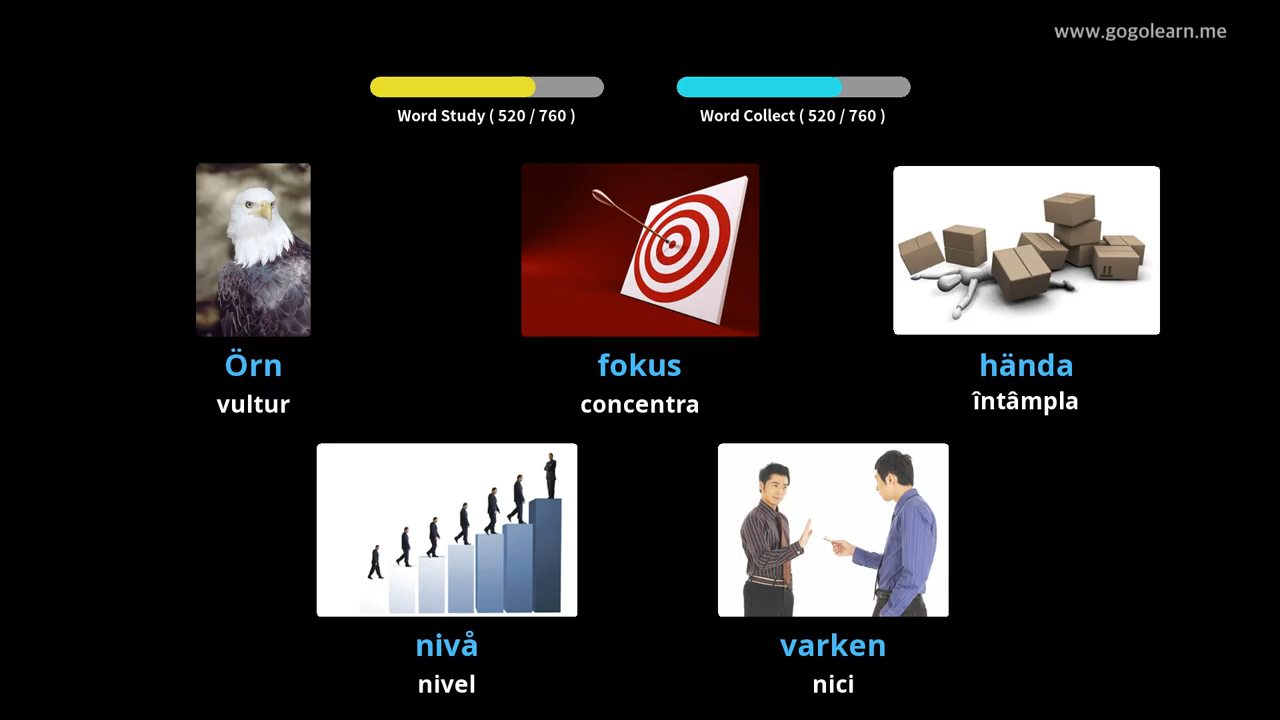 www.gogolearn.me
Word Study ( 520 / 760 )
Word Collect ( 520 / 760 )
Örn
vultur
fokus
concentra
hända
întâmpla
nivå
nivel
varken
nici